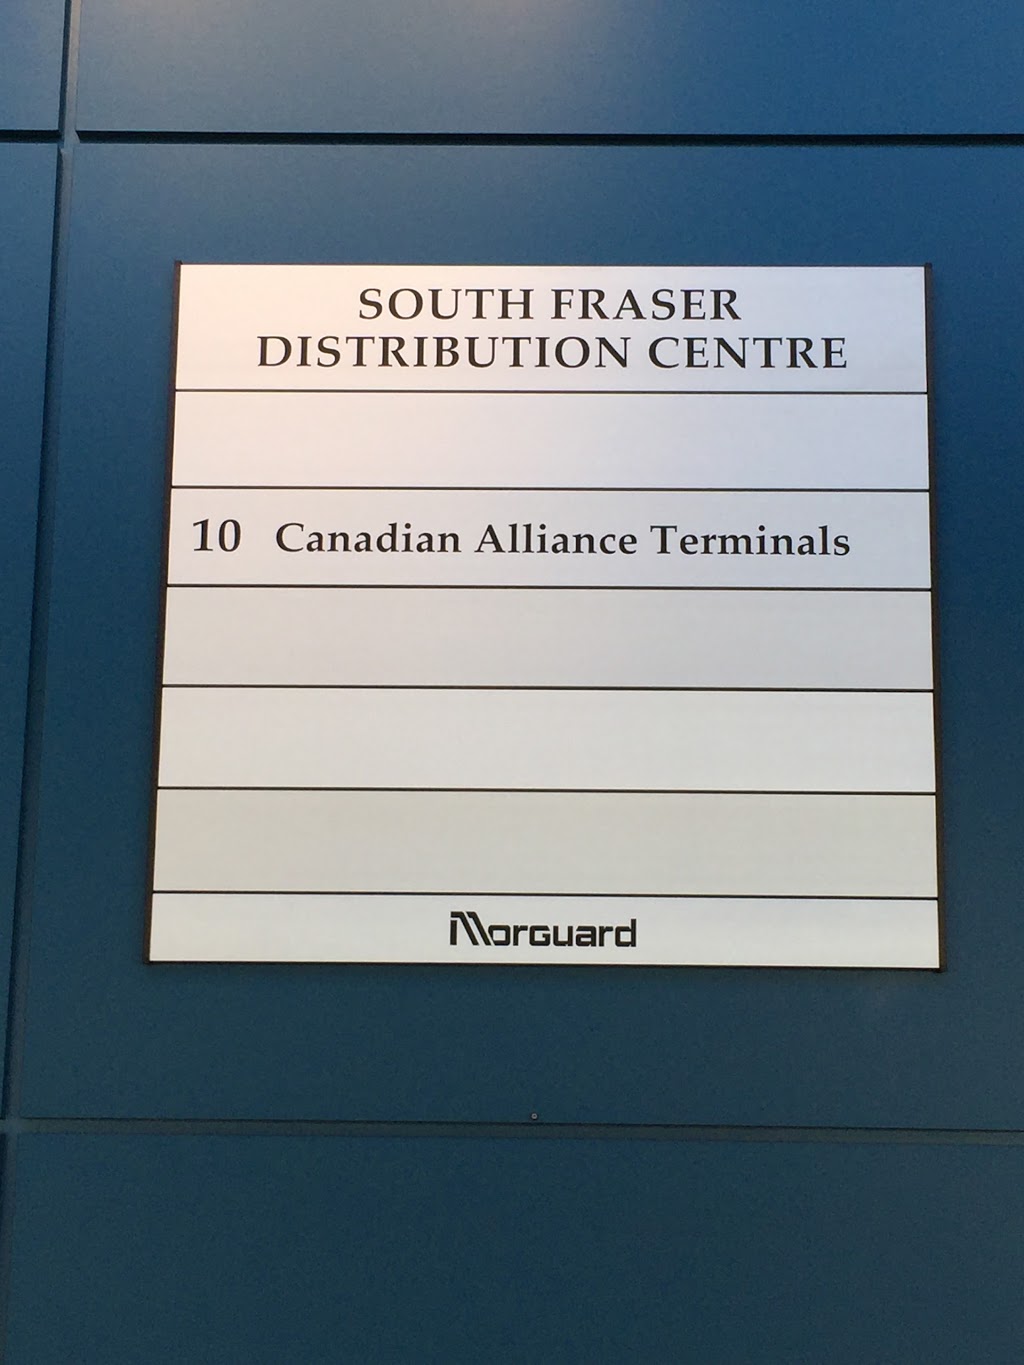 SOUTH FRASER
DISTRIBUTION CENTRE
10 Canadian Alliance Terminals
Morguard